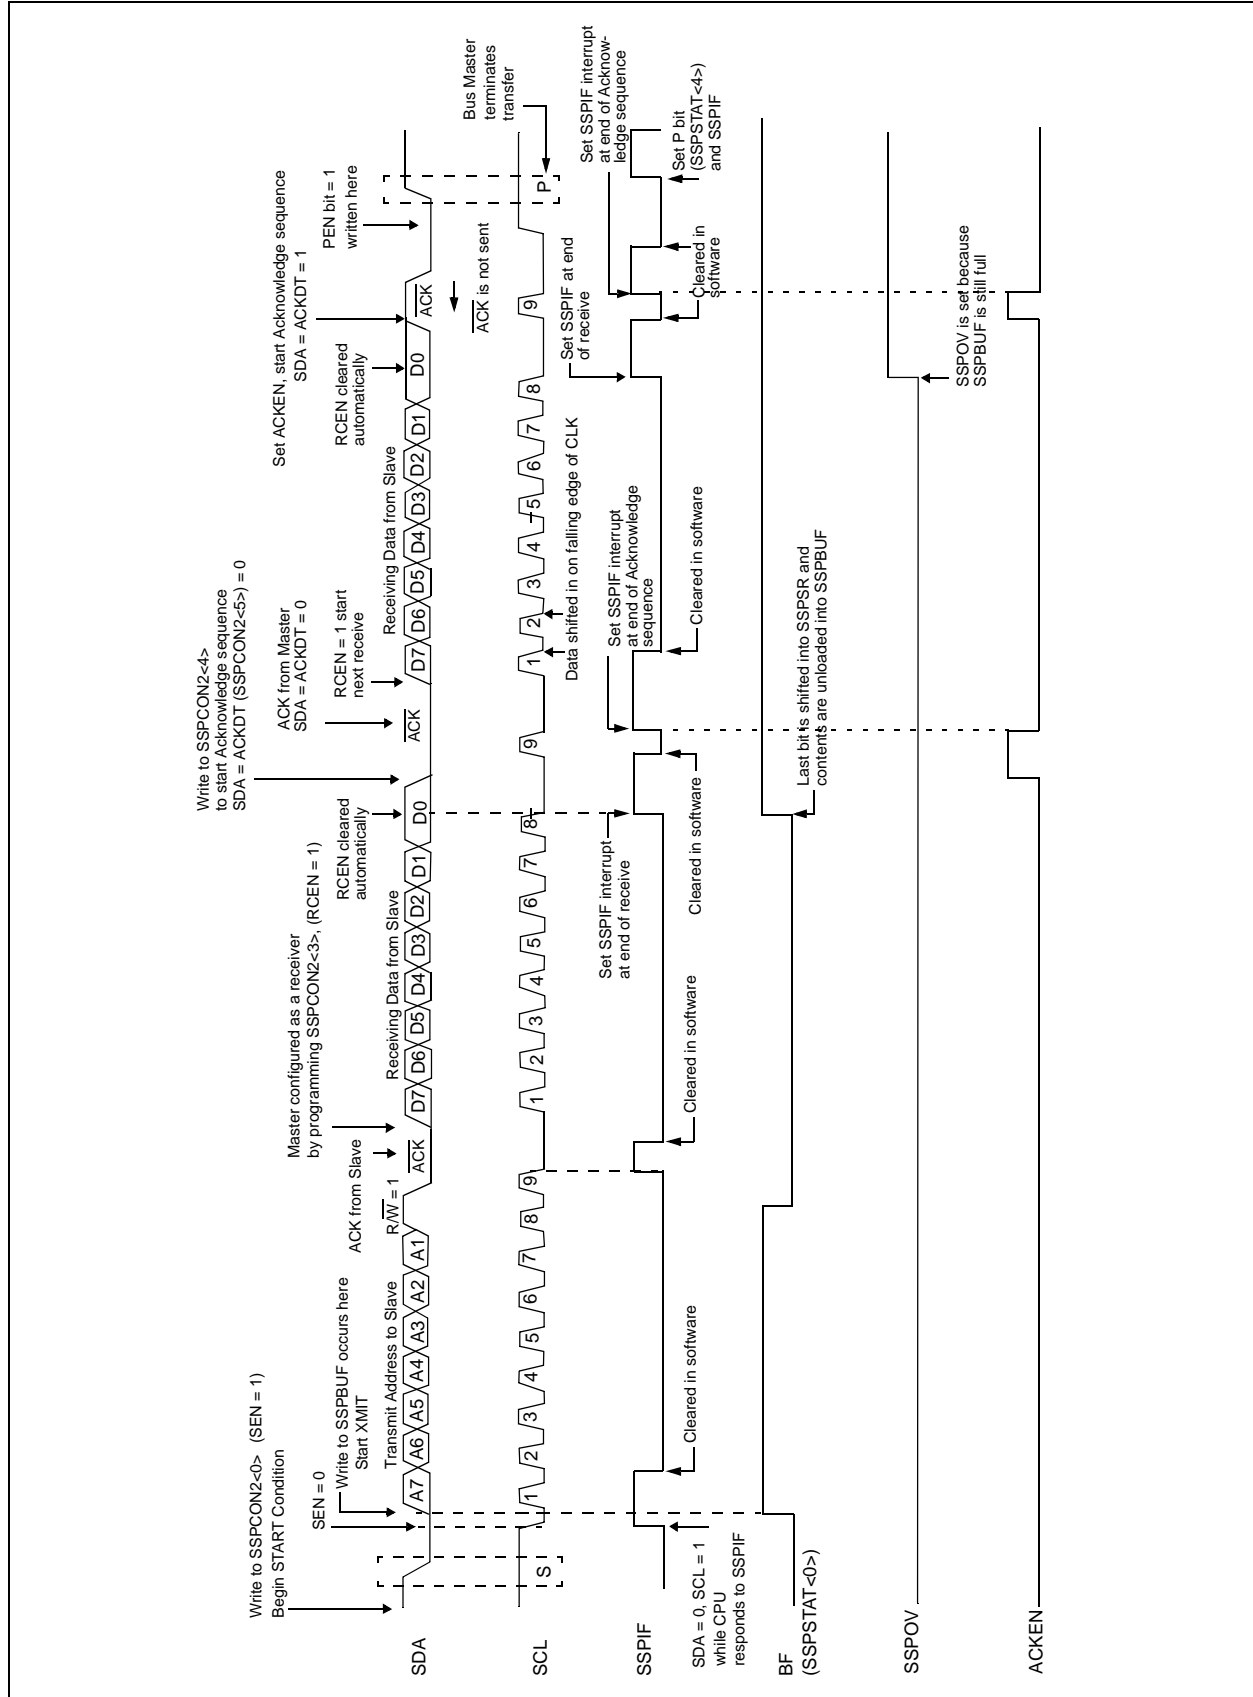 Write to SSPCON2<0> (SEN = 1)
Begin START Condition
SEN = 0
Write to SSPBUF occurs here
Start XMIT
Transmit Address to Slave
ACK from Slave
R/W = 1
Master configured as a receiver
by programming SSPCON2<3>, (RCEN = 1)
Receiving Data from Slave
RCEN cleared
automatically
Write to SSPCON2<4>
to start Acknowledge sequence
SDA = ACKDT (SSPCON2<5>) = 0
ACK from Master
SDA = ACKDT = 0
RCEN = 1 start
next receive
Receiving Data from Slave
RCEN cleared
automatically
Set ACKEN, start Acknowledge sequence
SDA = ACKDT = 1
PEN bit = 1
written here
SDA
A7 A6 A5 A4 A3 A2 A1 ACK D7 D6 D5 D4 D3 D2 D1 D0 ACK D7 D6 D5 D4 D3 D2 D1 D0 ACK
ACK is not sent
Bus Master
terminates
transfer
SCL
S 1 2 3 4 5 6 7 8 9 1 2 3 4 5 6 7 8 9 1 2 3 4 5 6 7 8 9 P
Data shifted in on falling edge of CLK
Set SSPIF interrupt
at end of receive
Set SSPIF interrupt
at end of Acknowledge
sequence
Set SSPIF at end
of receive
Set SSPIF interrupt
at end of Acknow-
ledge sequence
SSPIF
SDA = 0, SCL = 1
while CPU
responds to SSPIF
Cleared in software
Cleared in software
Cleared in software
Cleared in software
Cleared in
software
Set P bit
(SSPSTAT<4>)
and SSPIF
BF
(SSPSTAT<0>)
Last bit is shifted into SSPSR and
contents are unloaded into SSPBUF
SSPOV
SSPOV is set because
SSPBUF is still full
ACKEN